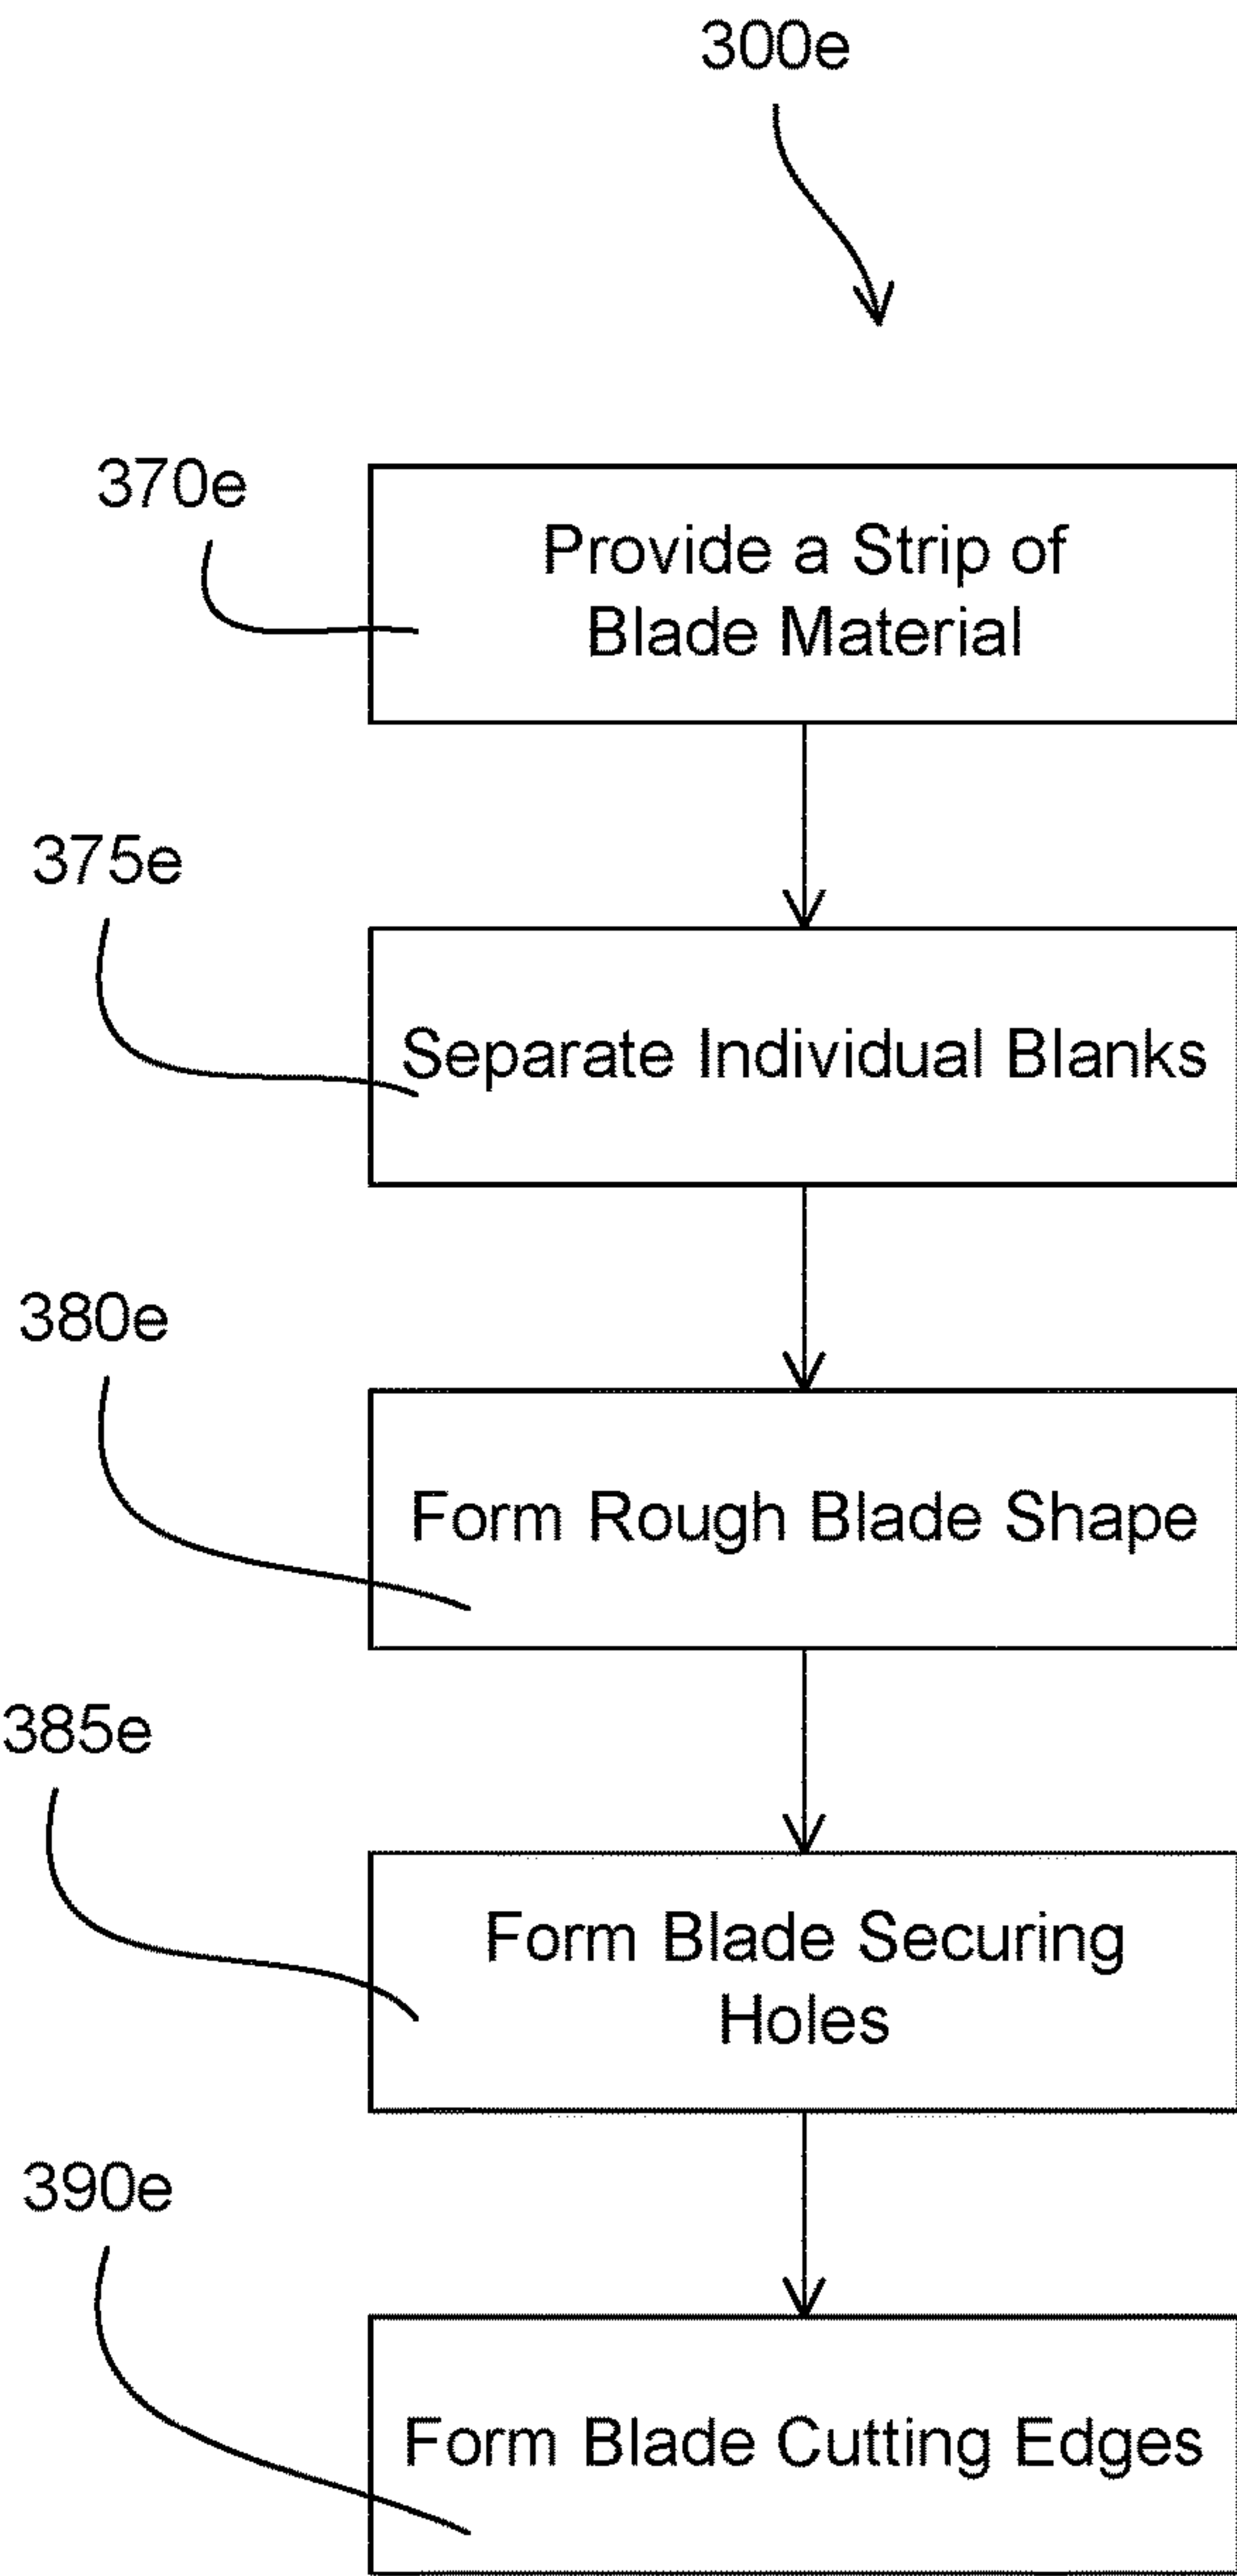 300e
370e
Provide a Strip of
Blade Material
375e
Separate Individual Blanks
380e
Form Rough Blade Shape
385e
Form Blade Securing
Holes
390e
Form Blade Cutting Edges